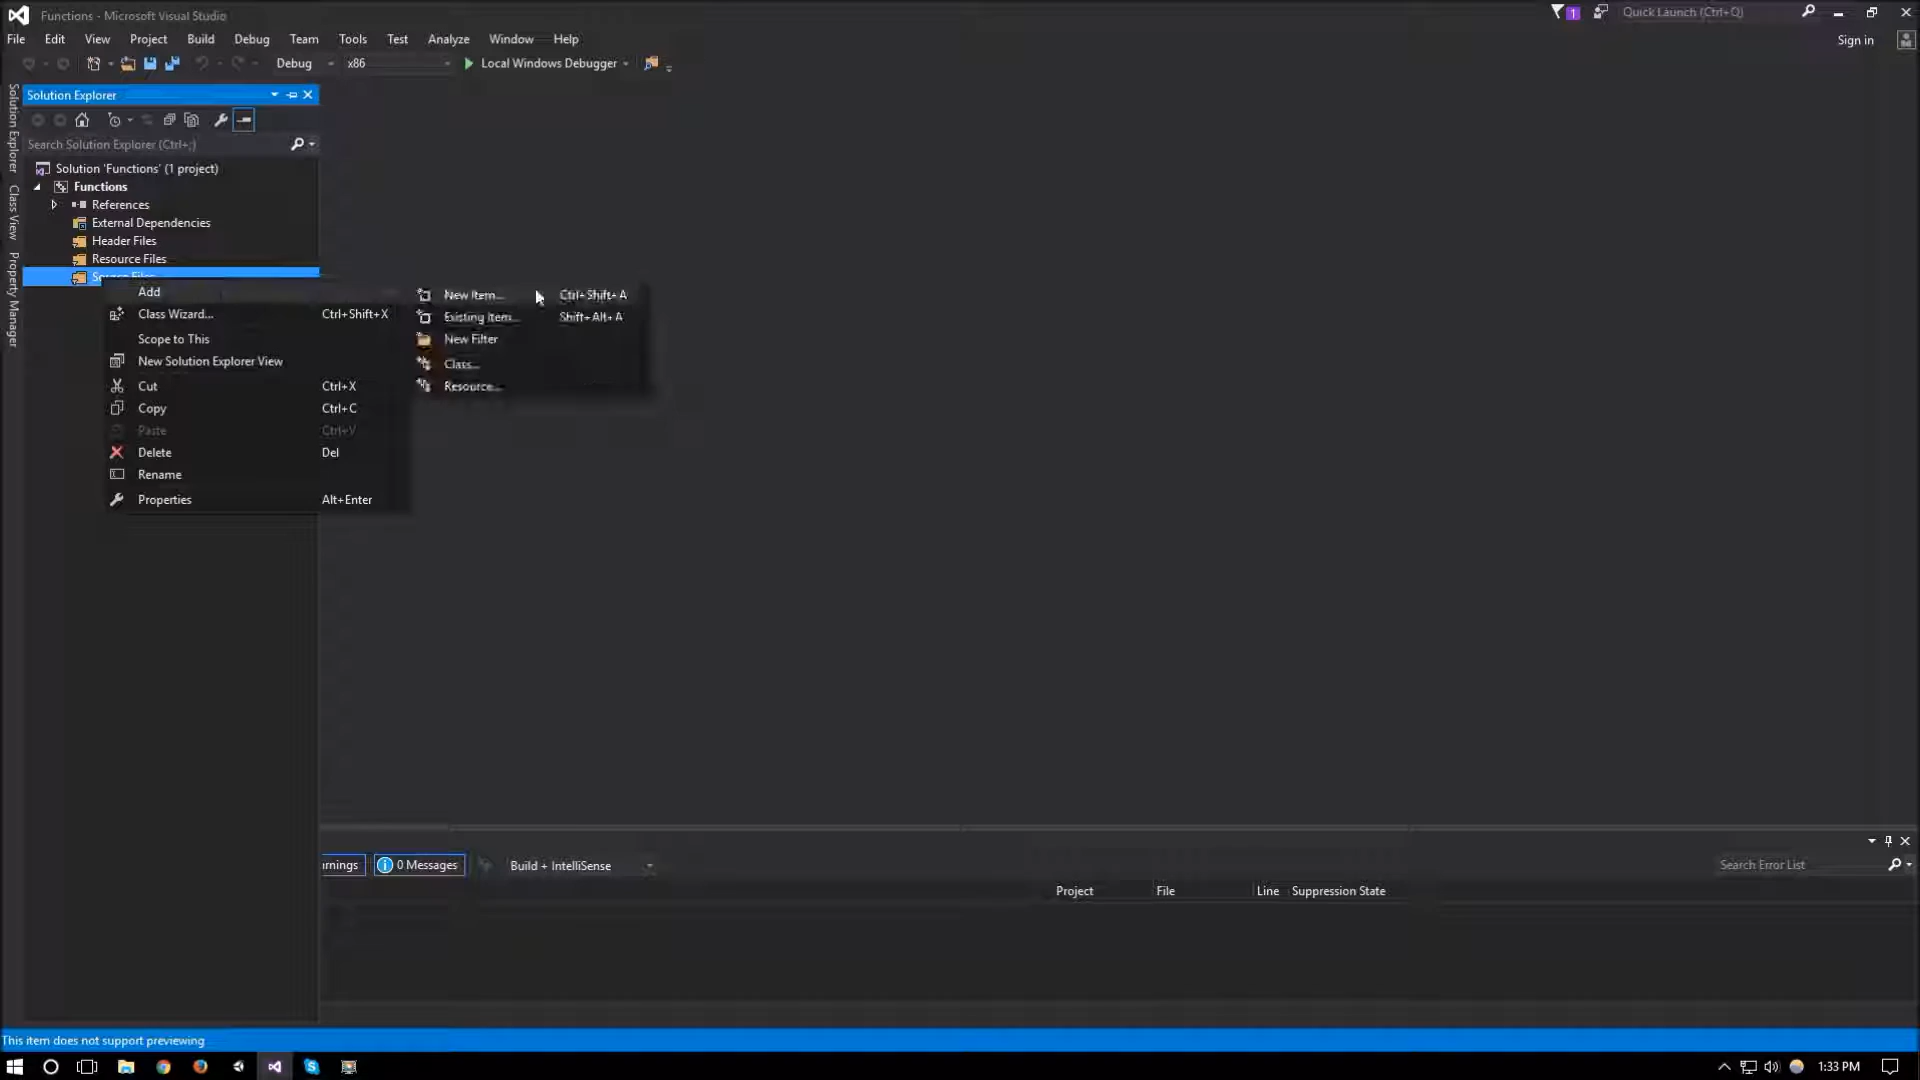 Functions - Microsoft Visual Studio
1
Quick Launch (Ctrl+Q)
File Edit View Project Build Debug Team Tools Test Analyze Window Help
Sign in
Debug x86 Local Windows Debugger
Solution Explorer
Class View
Property Manager
Solution Explorer
Search Solution Explorer (Ctrl+;)
Solution 'Functions' (1 project)
Functions
References
External Dependencies
Header Files
Resource Files
Source Files
Add
Class Wizard... Ctrl+Shift+X
Scope to This
New Solution Explorer View
Cut Ctrl+X
Copy Ctrl+C
Paste Ctrl+V
Delete Del
Rename
Properties Alt+Enter
New Item... Ctrl+Shift+A
Existing Item... Shift+Alt+A
New Filter
Class...
Resource...
0 Messages
Build + IntelliSense
Search Error List
Project File Line Suppression State
This item does not support previewing
1:33 PM